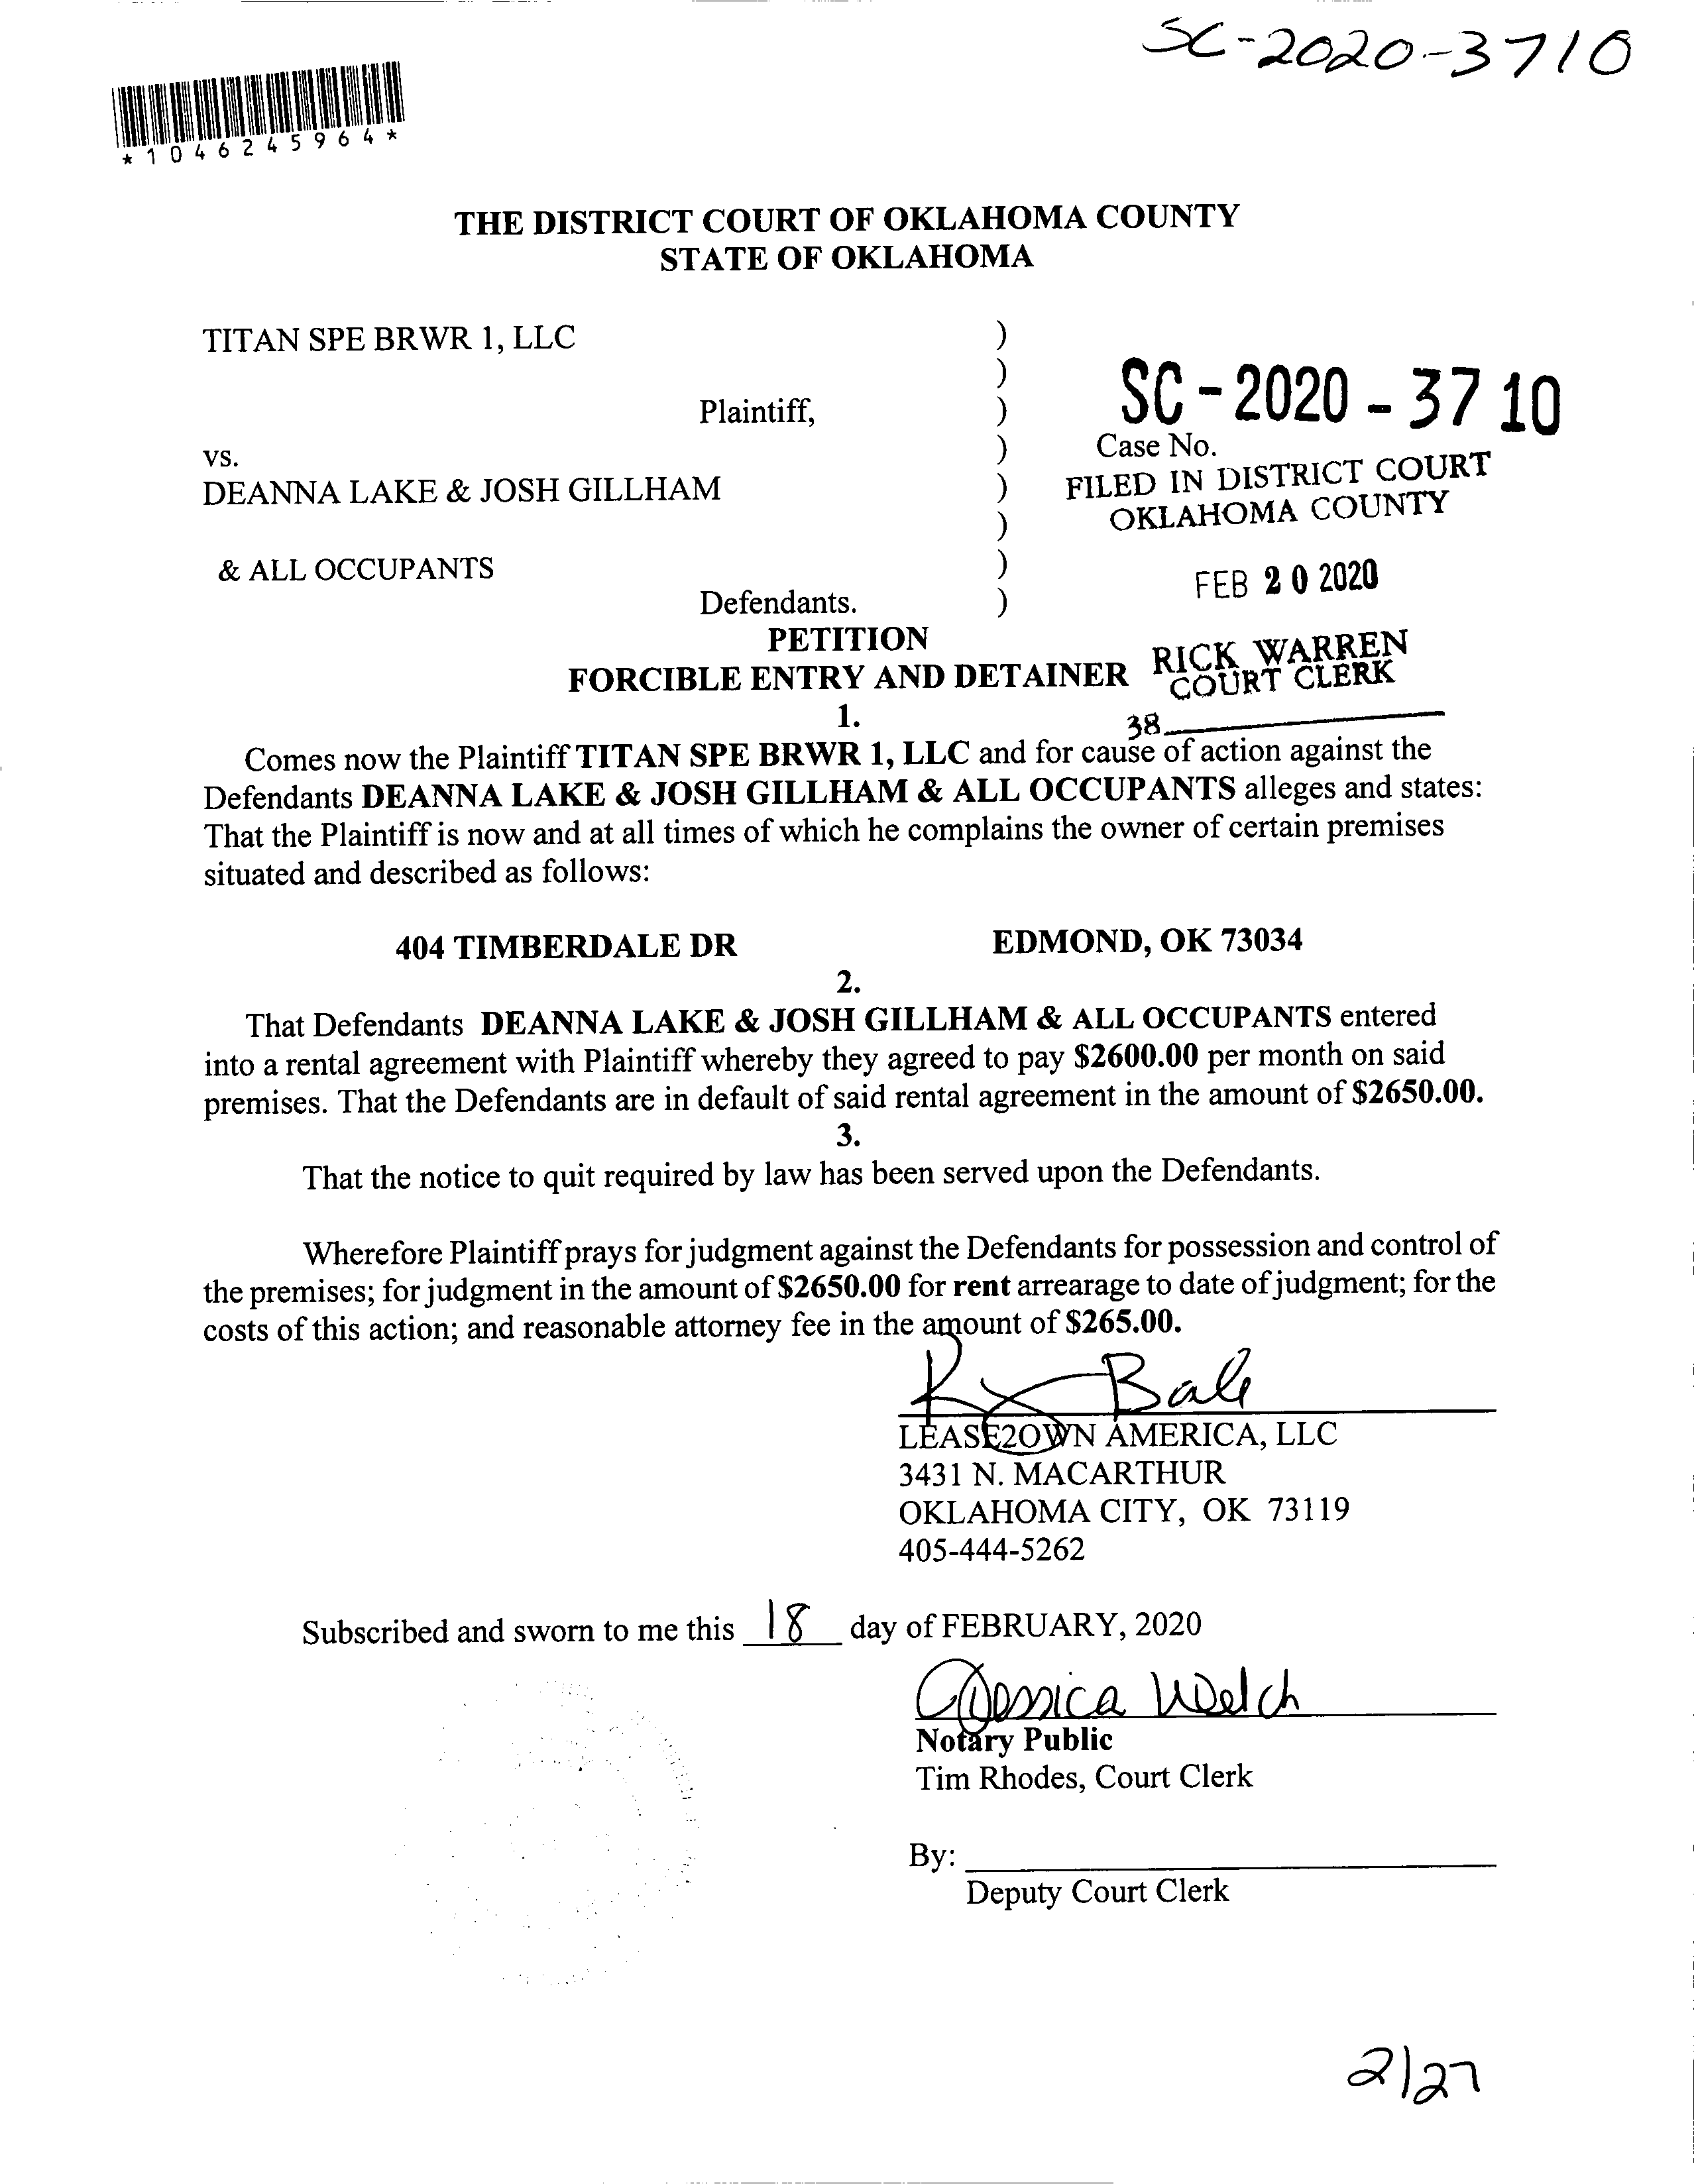 SC-2020-3710
*1046245964*
THE DISTRICT COURT OF OKLAHOMA COUNTY
STATE OF OKLAHOMA
TITAN SPE BRWR 1, LLC )
)
Plaintiff, ) SC-2020-3710
vs. ) Case No.
DEANNA LAKE & JOSH GILLHAM ) FILED IN DISTRICT COURT
) OKLAHOMA COUNTY
& ALL OCCUPANTS ) FEB 20 2020
Defendants. )
PETITION
FORCIBLE ENTRY AND DETAINER RICK WARREN
COURT CLERK
1.
38
Comes now the Plaintiff TITAN SPE BRWR 1, LLC and for cause of action against the
Defendants DEANNA LAKE & JOSH GILLHAM & ALL OCCUPANTS alleges and states:
That the Plaintiff is now and at all times of which he complains the owner of certain premises
situated and described as follows:
404 TIMBERDALE DR EDMOND, OK 73034
2.
That Defendants DEANNA LAKE & JOSH GILLHAM & ALL OCCUPANTS entered
into a rental agreement with Plaintiff whereby they agreed to pay $2600.00 per month on said
premises. That the Defendants are in default of said rental agreement in the amount of $2650.00.
3.
That the notice to quit required by law has been served upon the Defendants.
Wherefore Plaintiff prays for judgment against the Defendants for possession and control of
the premises; for judgment in the amount of $2650.00 for rent arrearage to date of judgment; for the
costs of this action; and reasonable attorney fee in the amount of $265.00.
LEASE2OWN AMERICA, LLC
3431 N. MACARTHUR
OKLAHOMA CITY, OK 73119
405-444-5262
Subscribed and sworn to me this 18 day of FEBRUARY, 2020
Jessica Welch
Notary Public
Tim Rhodes, Court Clerk
By:
Deputy Court Clerk
2/27